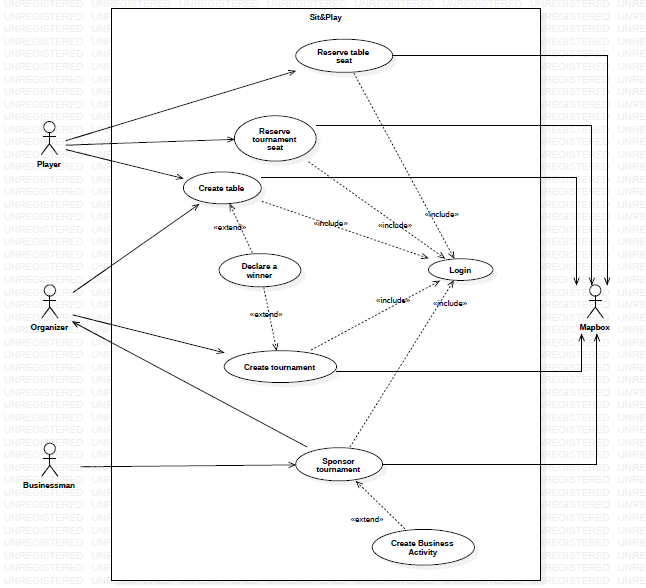 Sit&Play
Reserve table
seat
Reserve
tournament
seat
Player
Create table
«include»
«extend»
«include»
«include»
Declare a
winner
Login
«include»
«include»
«extend»
Organizer
Mapbox
Create tournament
Sponsor
tournament
Businessman
«extend»
Create Business
Activity
UNREGISTERED